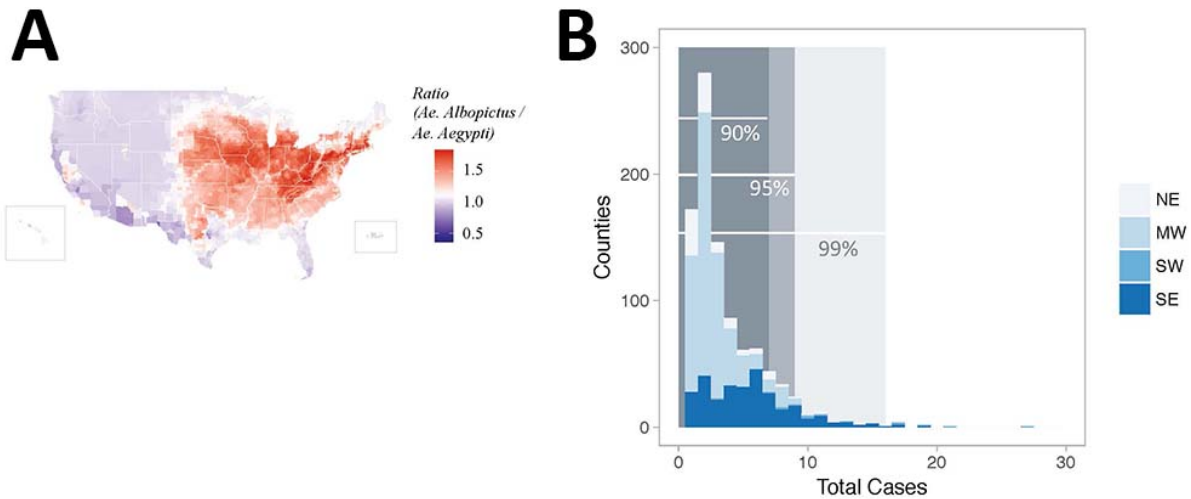 A
Ratio
(Ae. Albopictus /
Ae. Aegypti)
1.5
1.0
0.5
B
300
200
100
0
Counties
90%
95%
99%
0 10 20 30
Total Cases
NE
MW
SW
SE